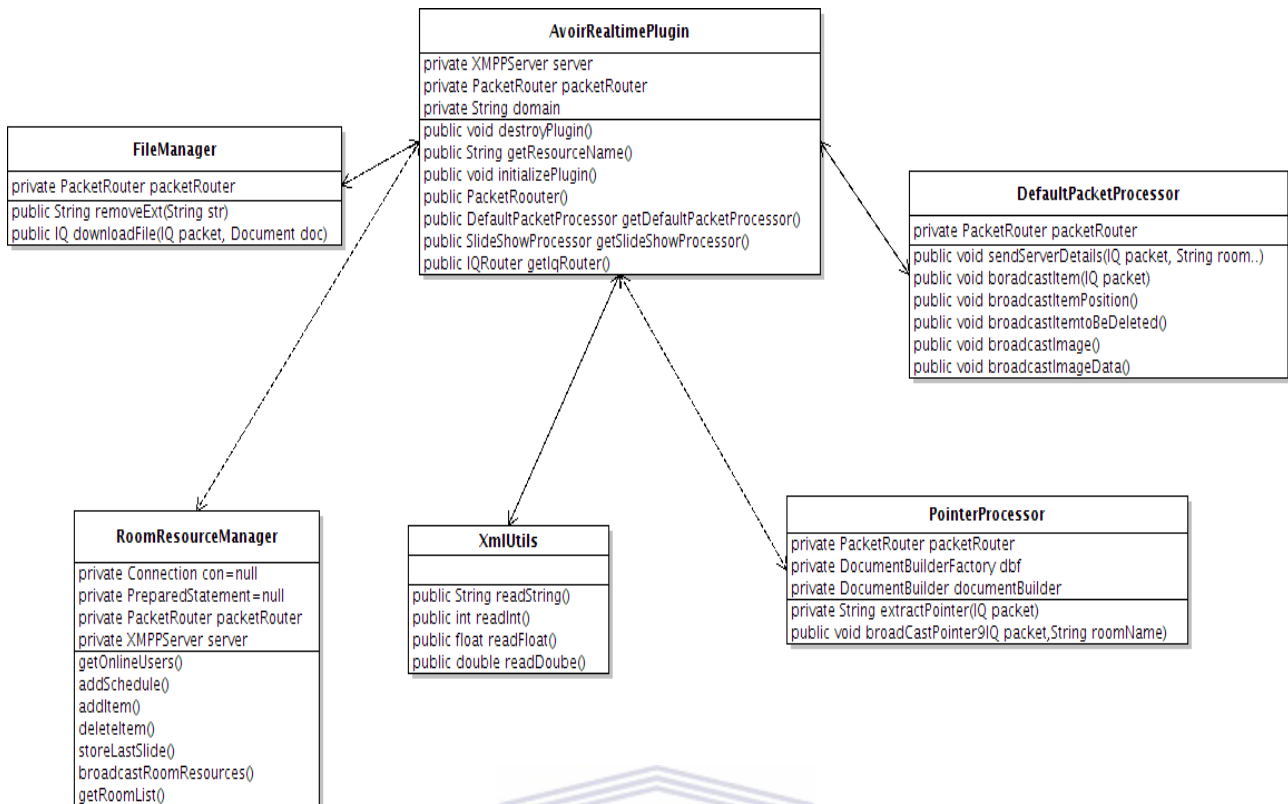 AvoirRealtimePlugin
private XMPPServer server
private PacketRouter packetRouter
private String domain
public void destroyPlugin()
public String getResourceName()
public void initializePlugin()
public PacketRoouter()
public DefaultPacketProcessor getDefaultPacketProcessor()
public SlideShowProcessor getSlideShowProcessor()
public IQRouter getIqRouter()
FileManager
private PacketRouter packetRouter
public String removeExt(String str)
public IQ downloadFile(IQ packet, Document doc)
DefaultPacketProcessor
private PacketRouter packetRouter
public void sendServerDetails(IQ packet, String room..)
public void boradcastItem(IQ packet)
public void broadcastItemPosition()
public void broadcastItemtoBeDeleted()
public void broadcastImage()
public void broadcastImageData()
RoomResourceManager
private Connection con=null
private PreparedStatement=null
private PacketRouter packetRouter
private XMPPServer server
getOnlineUsers()
addSchedule()
addItem()
deleteItem()
storeLastSlide()
broadcastRoomResources()
getRoomList()
XmlUtils
public String readString()
public int readInt()
public float readFloat()
public double readDoube()
PointerProcessor
private PacketRouter packetRouter
private DocumentBuilderFactory dbf
private DocumentBuilder documentBuilder
private String extractPointer(IQ packet)
public void broadCastPointer9IQ packet,String roomName)